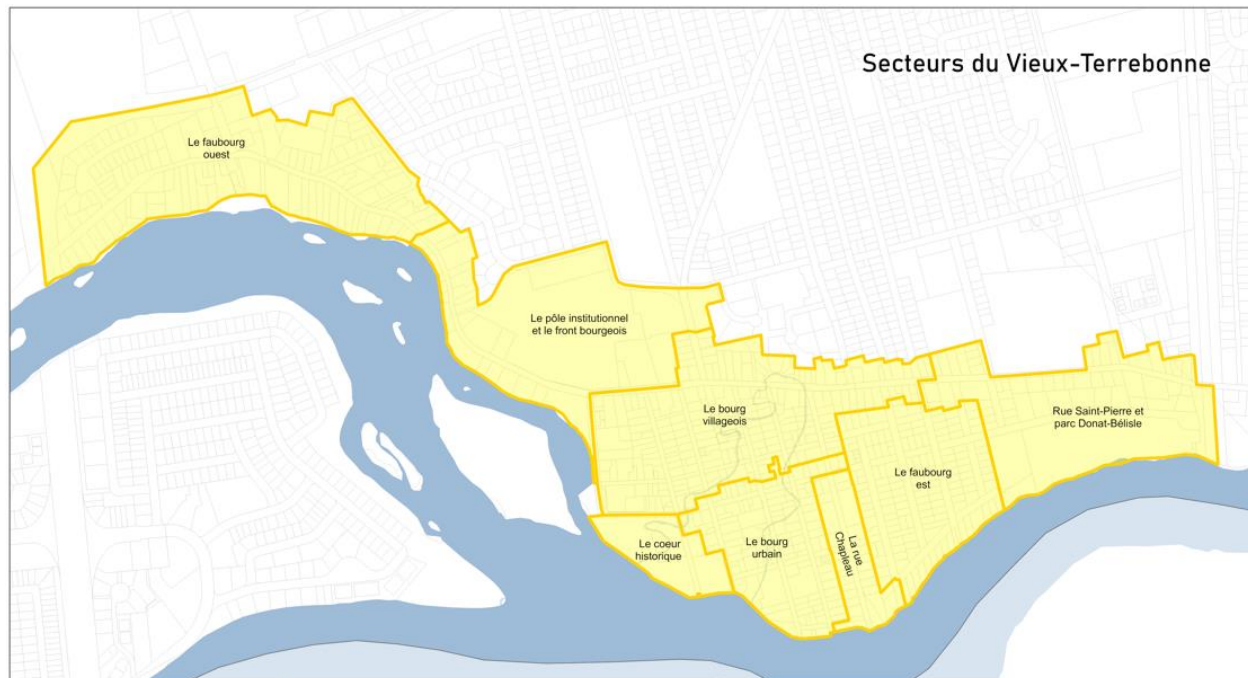 Secteurs du Vieux-Terrebonne
Le faubourg
ouest
Le pôle institutionnel
et le front bourgeois
Le bourg
villageois
Rue Saint-Pierre et
parc Donat-Bélisle
Le faubourg
est
Le coeur
historique
Le bourg
urbain
La rue
Chapleau